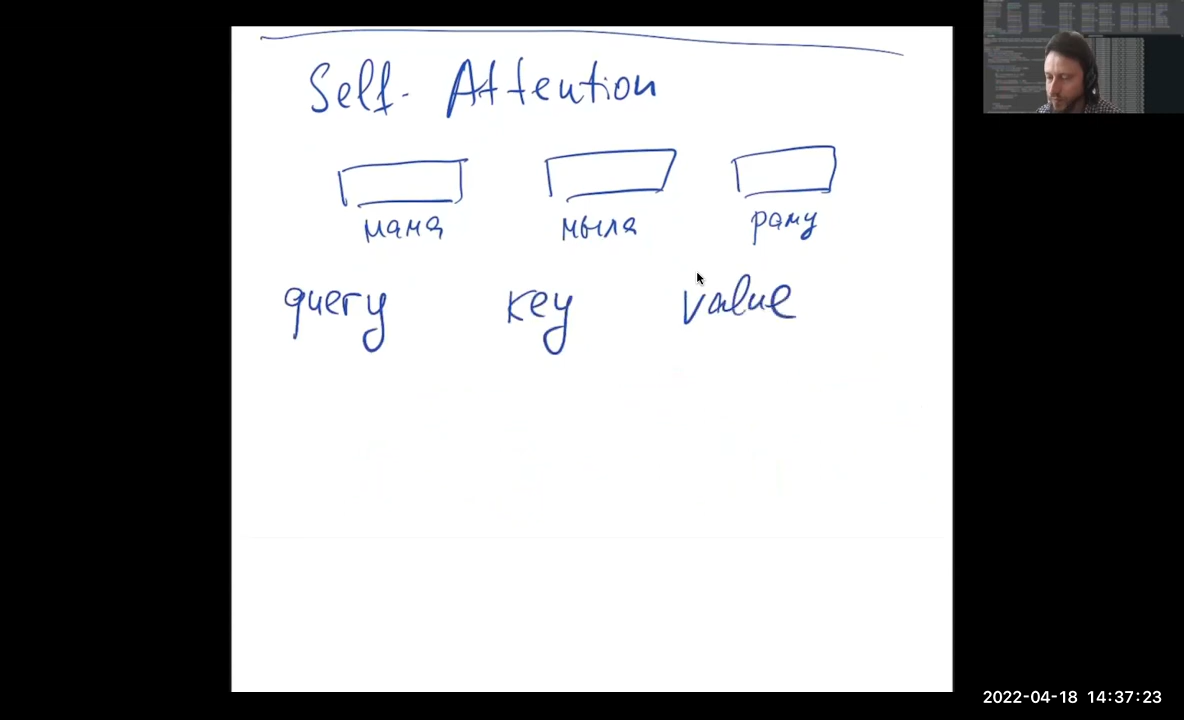 Self-Attention
мама мыла раму
query key value
2022-04-18 14:37:23